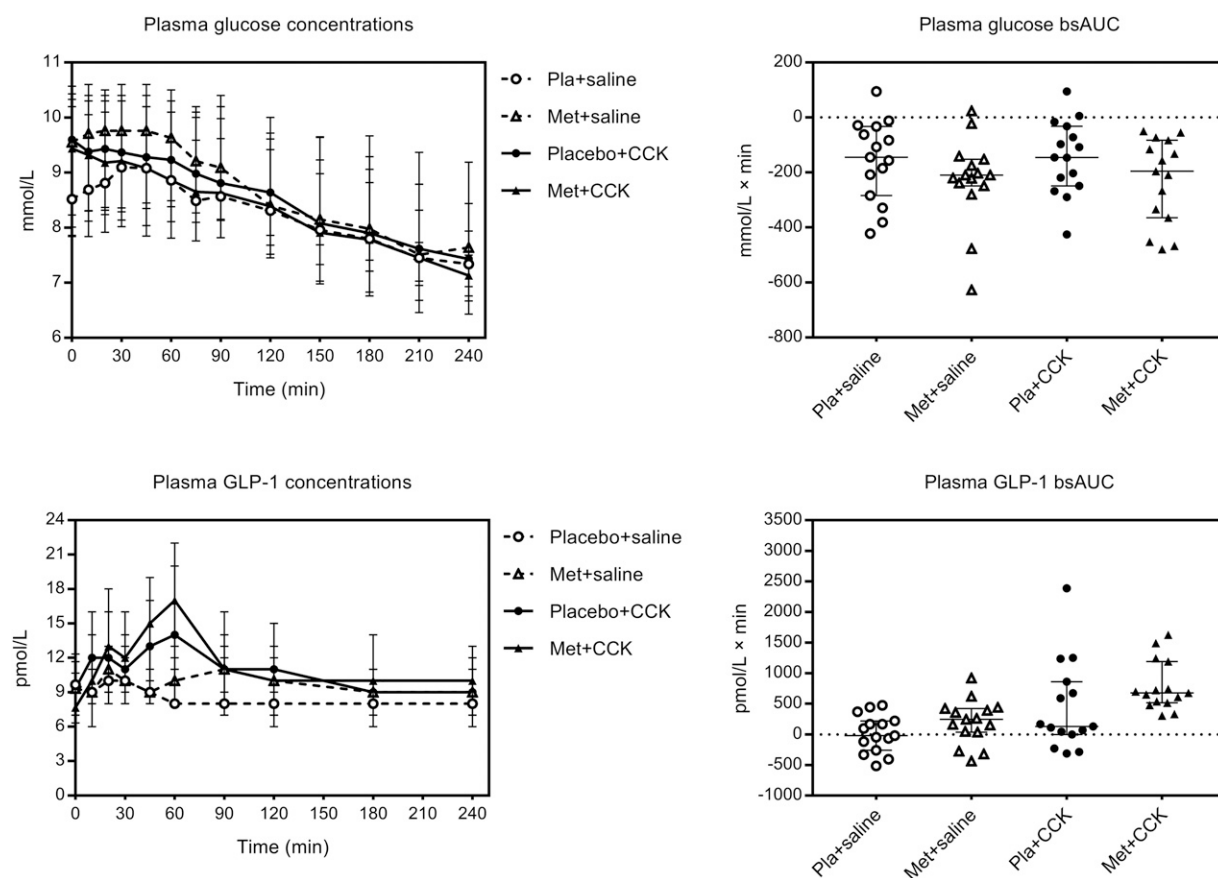 Plasma glucose concentrations
mmol/L
11
10
9
8
7
6
0 30 60 90 120 150 180 210 240
Time (min)
Pla+saline
Met+saline
Placebo+CCK
Met+CCK
Plasma glucose bsAUC
mmol/L × min
200
0
-200
-400
-600
-800
Pla+saline
Met+saline
Pla+CCK
Met+CCK
Plasma GLP-1 concentrations
pmol/L
24
21
18
15
12
9
6
3
0
0 30 60 90 120 150 180 210 240
Time (min)
Placebo+saline
Met+saline
Placebo+CCK
Met+CCK
Plasma GLP-1 bsAUC
pmol/L × min
3500
3000
2500
2000
1500
1000
500
0
-500
-1000
Pla+saline
Met+saline
Pla+CCK
Met+CCK